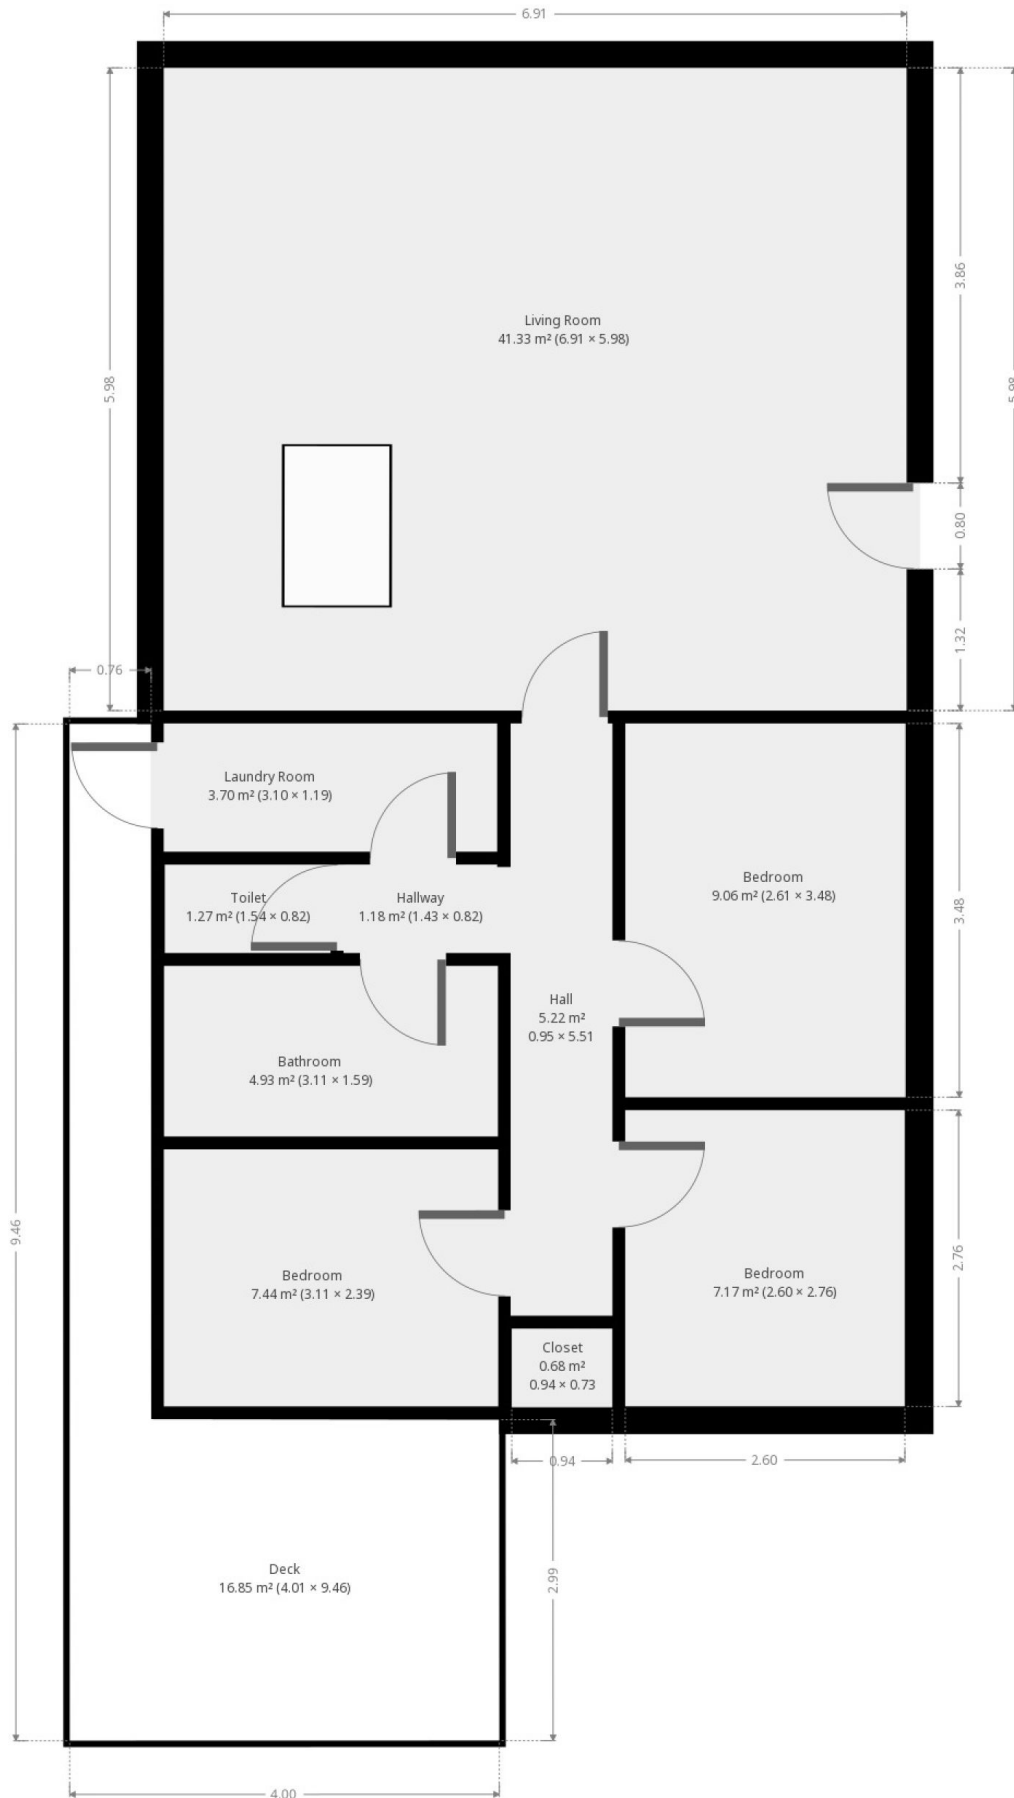 6.91
Living Room
41.33 m² (6.91 × 5.98)
5.98
3.86
5.98
0.80
1.32
0.76
Laundry Room
3.70 m² (3.10 × 1.19)
Toilet
1.27 m² (1.54 × 0.82)
Hallway
1.18 m² (1.43 × 0.82)
Bedroom
9.06 m² (2.61 × 3.48)
3.48
Hall
5.22 m²
0.95 × 5.51
Bathroom
4.93 m² (3.11 × 1.59)
9.46
Bedroom
7.44 m² (3.11 × 2.39)
Bedroom
7.17 m² (2.60 × 2.76)
2.76
Closet
0.68 m²
0.94 × 0.73
0.94
2.60
Deck
16.85 m² (4.01 × 9.46)
2.99
4.00